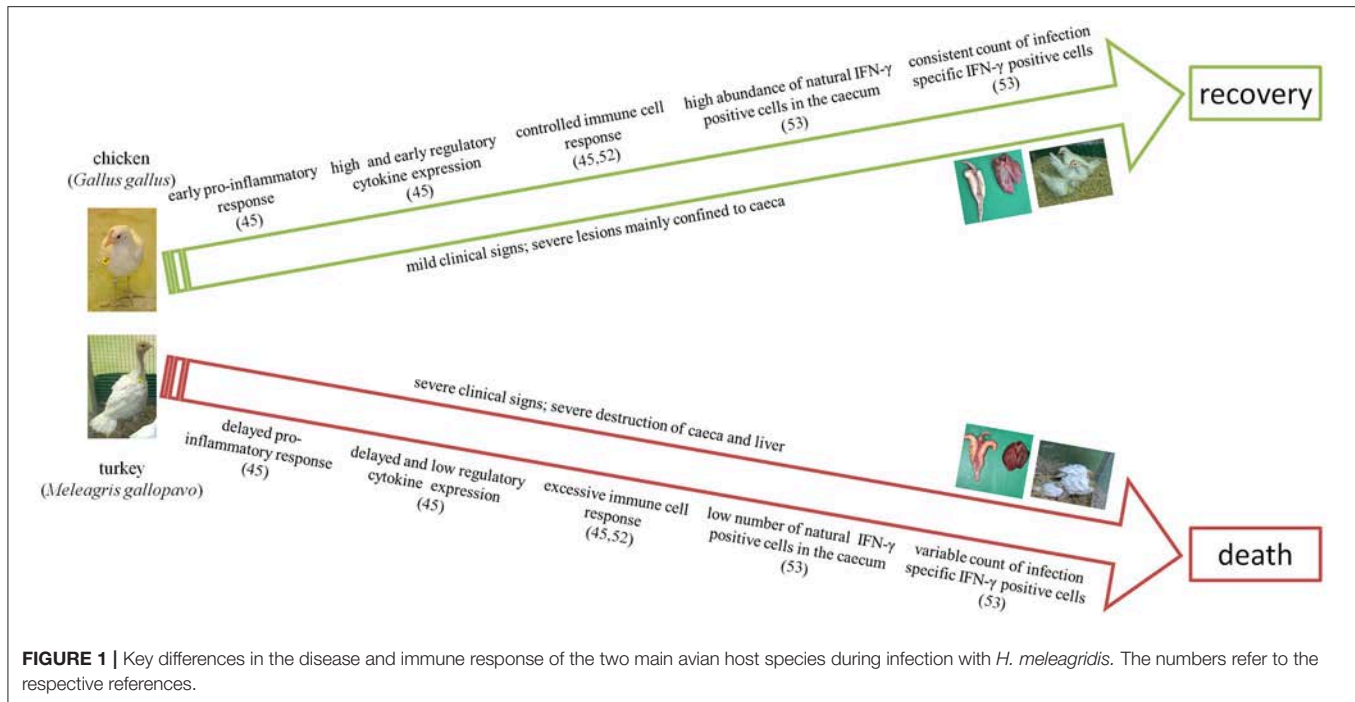 chicken
(Gallus gallus)
early pro-inflammatory
response
(45)
high and early regulatory
cytokine expression
(45)
controlled immune cell
response
(45,52)
high abundance of natural IFN-γ
positive cells in the caecum
(53)
consistent count of infection
specific IFN-γ positive cells
(53)
mild clinical signs; severe lesions mainly confined to caeca
recovery
turkey
(Meleagris gallopavo)
severe clinical signs; severe destruction of caeca and liver
delayed pro-
inflammatory response
(45)
delayed and low regulatory
cytokine expression
(45)
excessive immune cell
response
(45,52)
low number of natural IFN-γ
positive cells in the caecum
(53)
variable count of infection
specific IFN-γ positive cells
(53)
death
FIGURE 1 | Key differences in the disease and immune response of the two main avian host species during infection with H. meleagridis. The numbers refer to the
respective references.